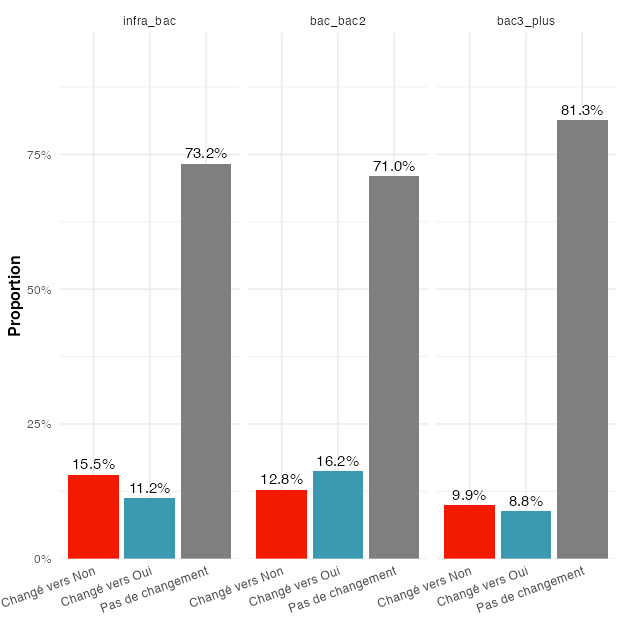 infra_bac bac_bac2 bac3_plus
Proportion
75%
50%
25%
0%
73.2%
15.5%
11.2%
71.0%
12.8%
16.2%
81.3%
9.9%
8.8%
Changé vers Non
Changé vers Oui
Pas de changement
Changé vers Non
Changé vers Oui
Pas de changement
Changé vers Non
Changé vers Oui
Pas de changement